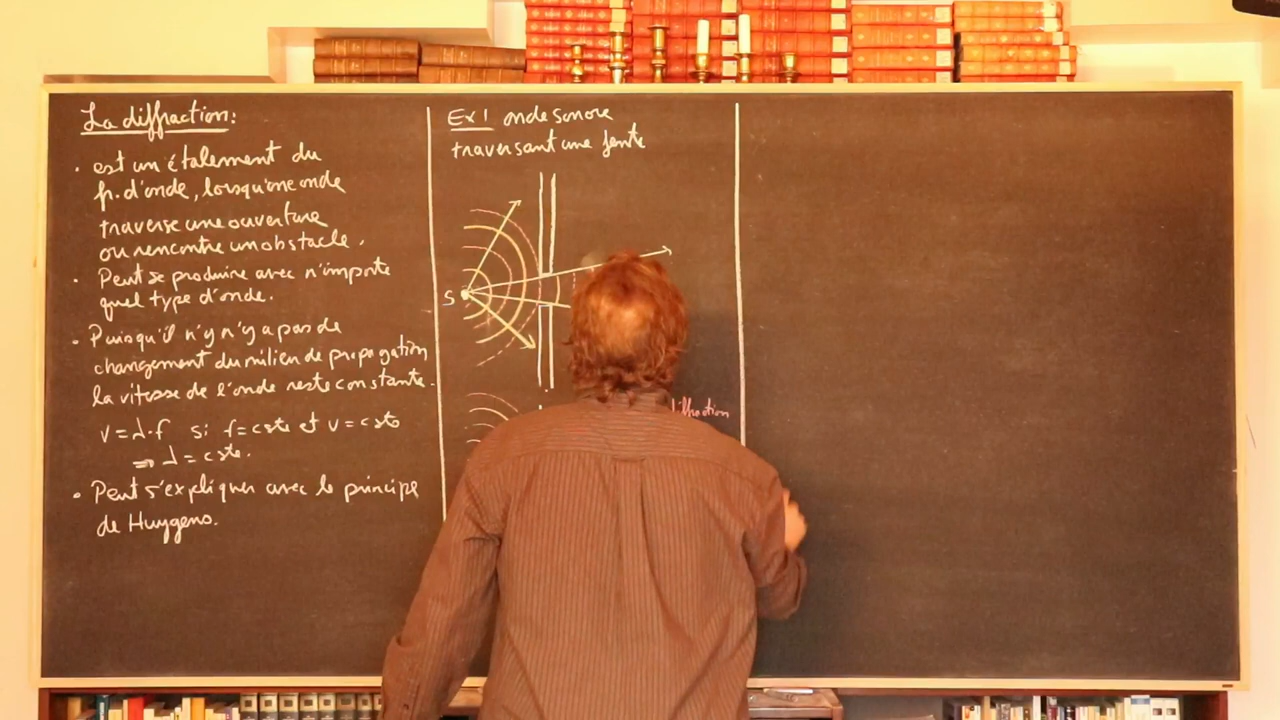 La diffraction:
• est un étalement du
fr. d'onde, lorsqu'une onde
traverse une ouverture
ou rencontre un obstacle.
• Peut se produire avec n'importe
quel type d'onde.
• Puisqu'il n'y n'y a pas de
changement du milieu de propagation
la vitesse de l'onde reste constante.
v = λ·f si f = cste et v = cste
⇒ λ = cste.
• Peut s'expliquer avec le principe
de Huygens.
Ex 1 onde sonore
traversant une fente
S
diffraction